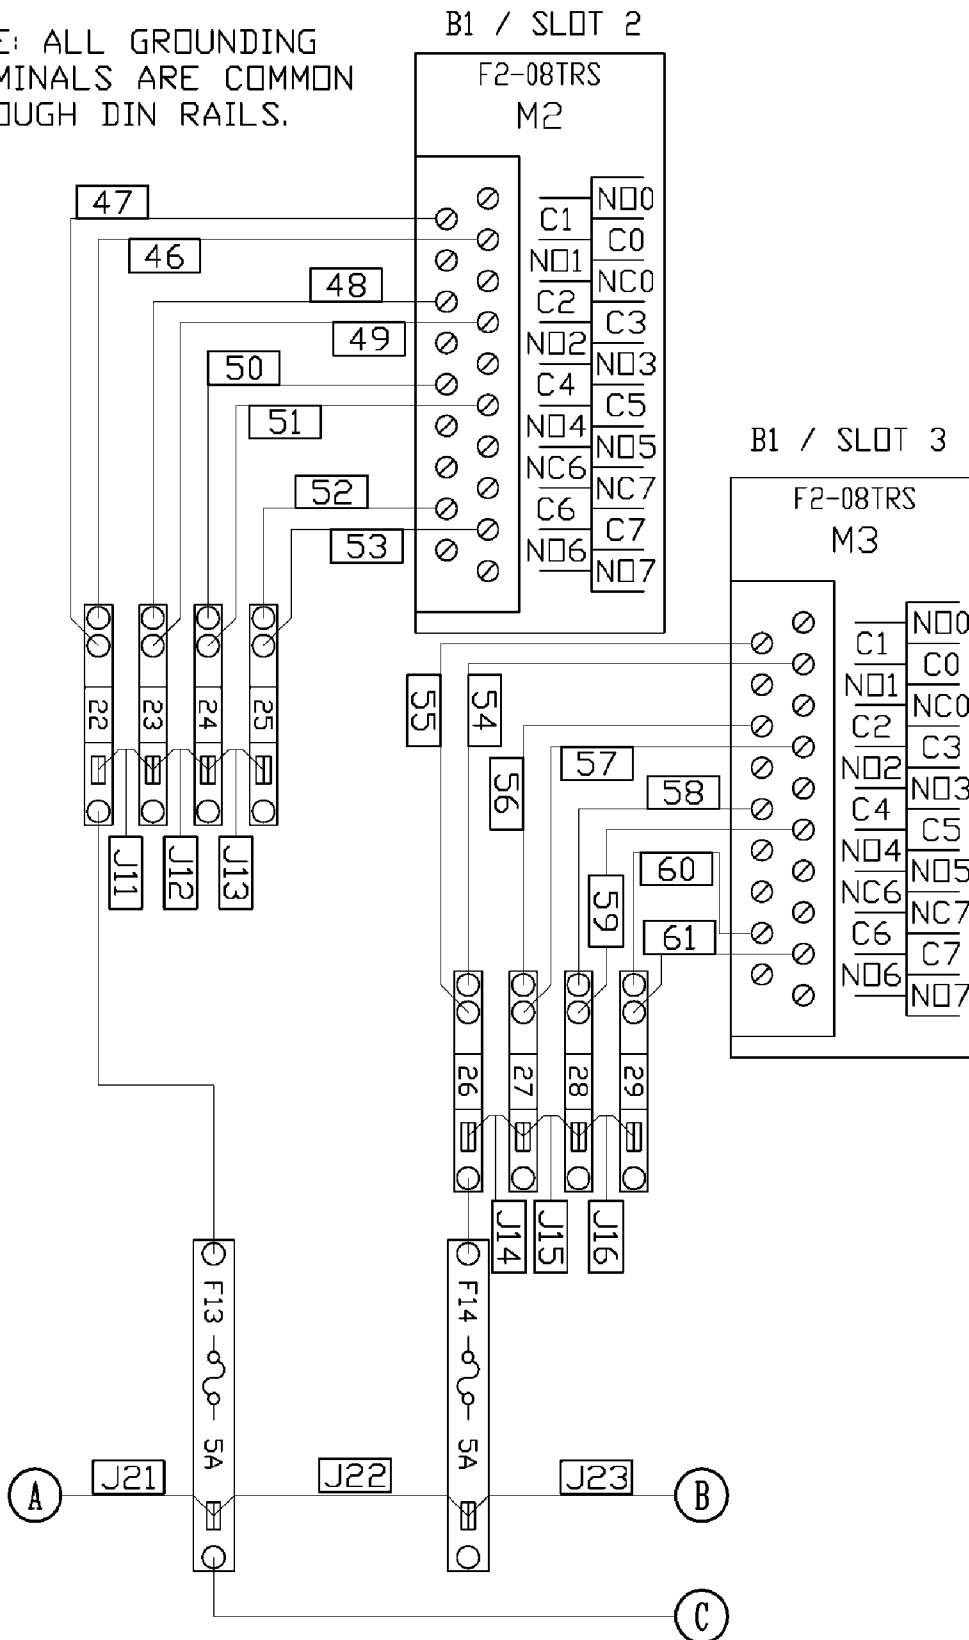 B1 / SLOT 2
E: ALL GROUNDING
MINALS ARE COMMON
OUGH DIN RAILS.
F2-08TRS
M2
47
46
48
49
50
51
52
53
NO0
C1
C0
NO1
NC0
C2
C3
NO2
NO3
C4
C5
NO4
NO5
NC6
NC7
C6
C7
NO6
NO7
B1 / SLOT 3
F2-08TRS
M3
22
23
24
25
J11
J12
J13
55
54
56
57
58
59
60
61
NO0
C1
C0
NO1
NC0
C2
C3
NO2
NO3
C4
C5
NO4
NO5
NC6
NC7
C6
C7
NO6
NO7
26
27
28
29
J14
J15
J16
F13
5A
F14
5A
A
J21
J22
J23
B
C